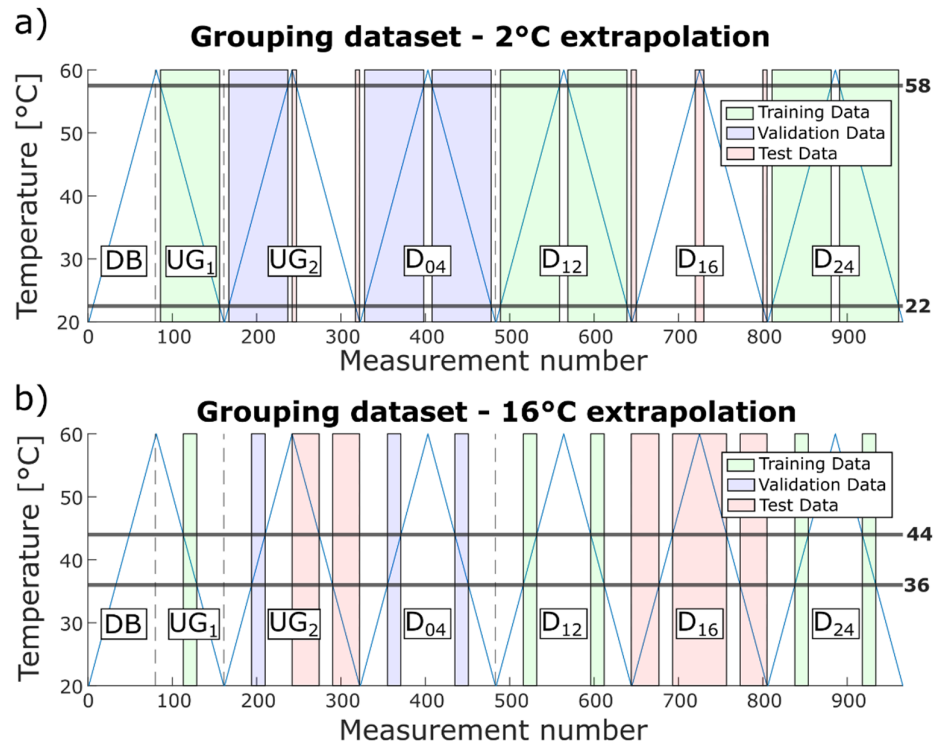 a)
Grouping dataset - 2°C extrapolation
Temperature [°C]
60
50
40
30
20
58
22
Training Data
Validation Data
Test Data
DB
UG1
UG2
D04
D12
D16
D24
0 100 200 300 400 500 600 700 800 900
Measurement number
b)
Grouping dataset - 16°C extrapolation
Temperature [°C]
60
50
40
30
20
44
36
Training Data
Validation Data
Test Data
DB
UG1
UG2
D04
D12
D16
D24
0 100 200 300 400 500 600 700 800 900
Measurement number